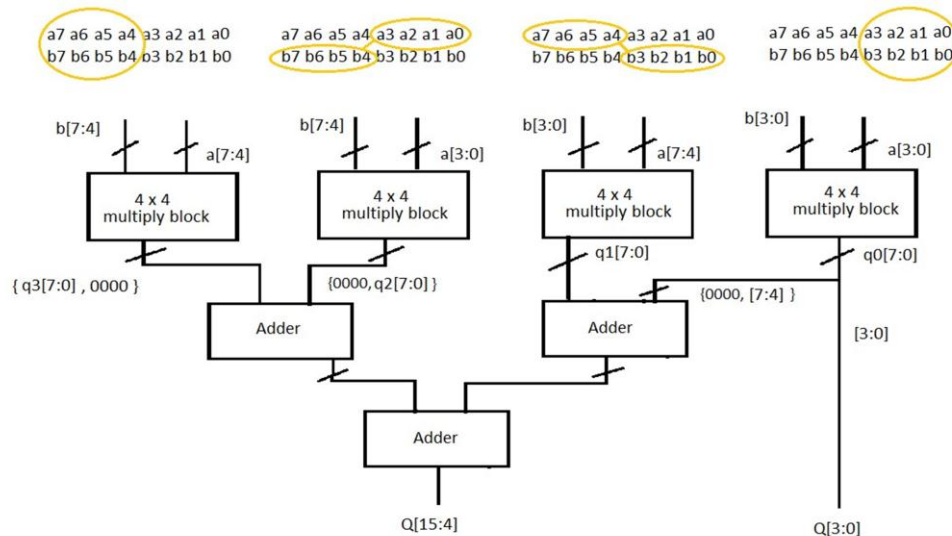 a7 a6 a5 a4 a3 a2 a1 a0
b7 b6 b5 b4 b3 b2 b1 b0
a7 a6 a5 a4 a3 a2 a1 a0
b7 b6 b5 b4 b3 b2 b1 b0
a7 a6 a5 a4 a3 a2 a1 a0
b7 b6 b5 b4 b3 b2 b1 b0
a7 a6 a5 a4 a3 a2 a1 a0
b7 b6 b5 b4 b3 b2 b1 b0
b[7:4]
a[7:4]
b[7:4]
a[3:0]
b[3:0]
a[7:4]
b[3:0]
a[3:0]
4 x 4
multiply block
4 x 4
multiply block
4 x 4
multiply block
4 x 4
multiply block
{ q3[7:0] , 0000 }
{0000, q2[7:0] }
q1[7:0]
q0[7:0]
{0000, [7:4] }
Adder
Adder
[3:0]
Adder
Q[15:4]
Q[3:0]